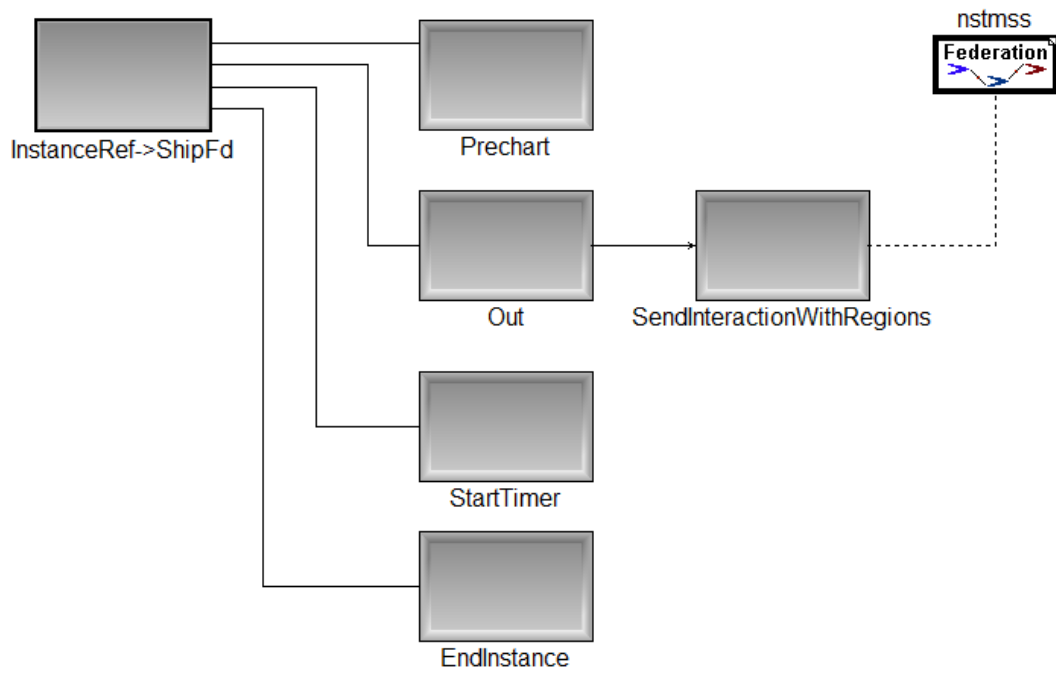 nstmss
Federation
InstanceRef->ShipFd
Prechart
Out
SendInteractionWithRegions
StartTimer
EndInstance